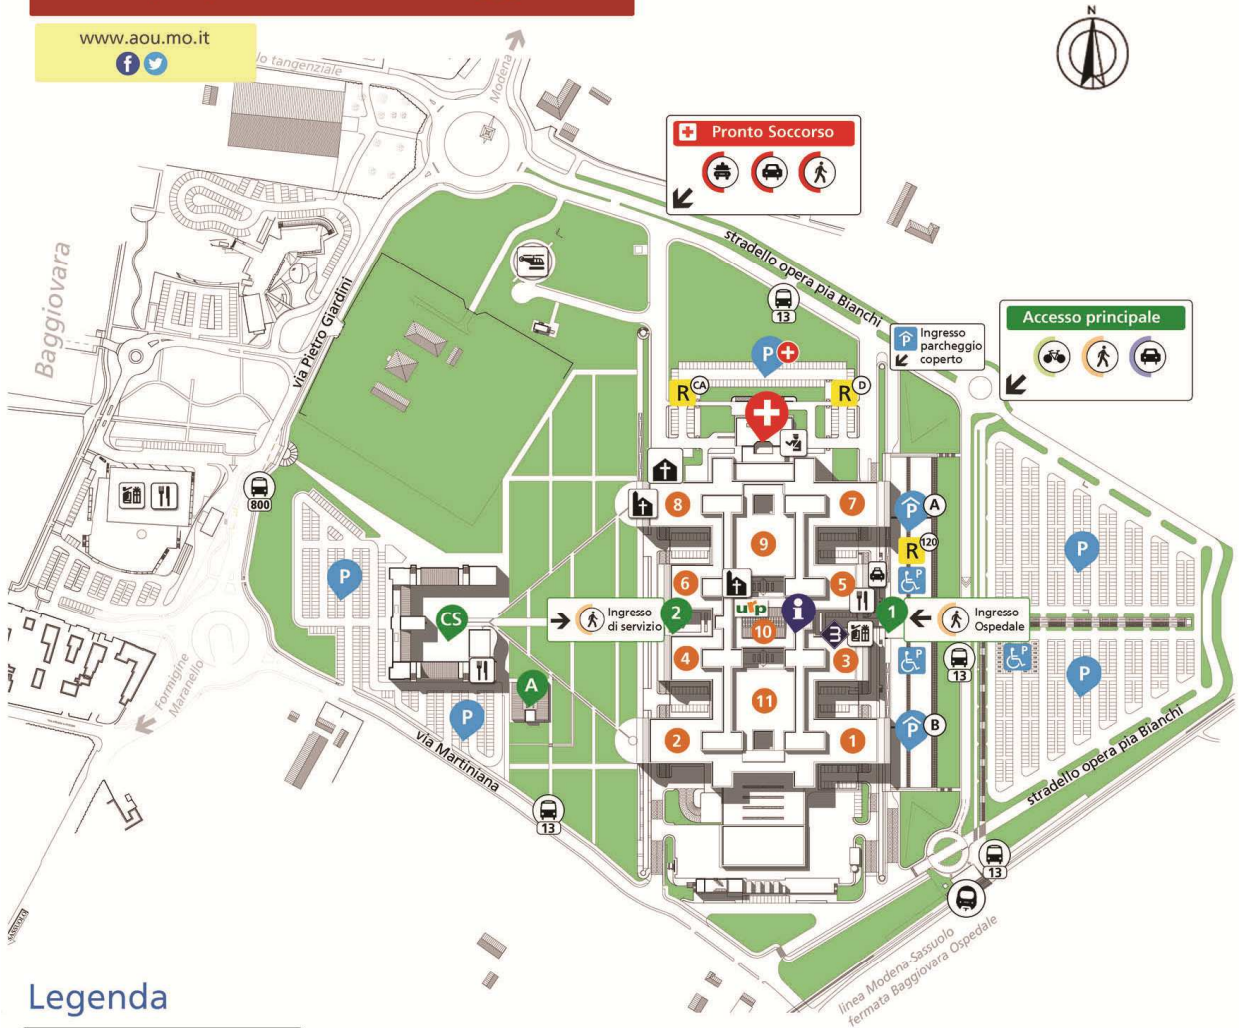 www.aou.mo.it
lo tangenziale
Modena
N
Pronto Soccorso
Baggiovara
via Pietro Giardini
stradello opera pia Bianchi
13
Ingresso
parcheggio
coperto
Accesso principale
P
R CA
R D
800
8
7
P A
9
R 120
P
P
6
5
P
CS
Ingresso
di servizio
2
urp
i
1
Ingresso
Ospedale
10
4
3
P
13
P
P
A
11
P
2
1
P B
Formigine
Maranello
via Martiniana
stradello opera pia Bianchi
13
13
linea Modena-Sassuolo
fermata Baggiovara Ospedale
Legenda